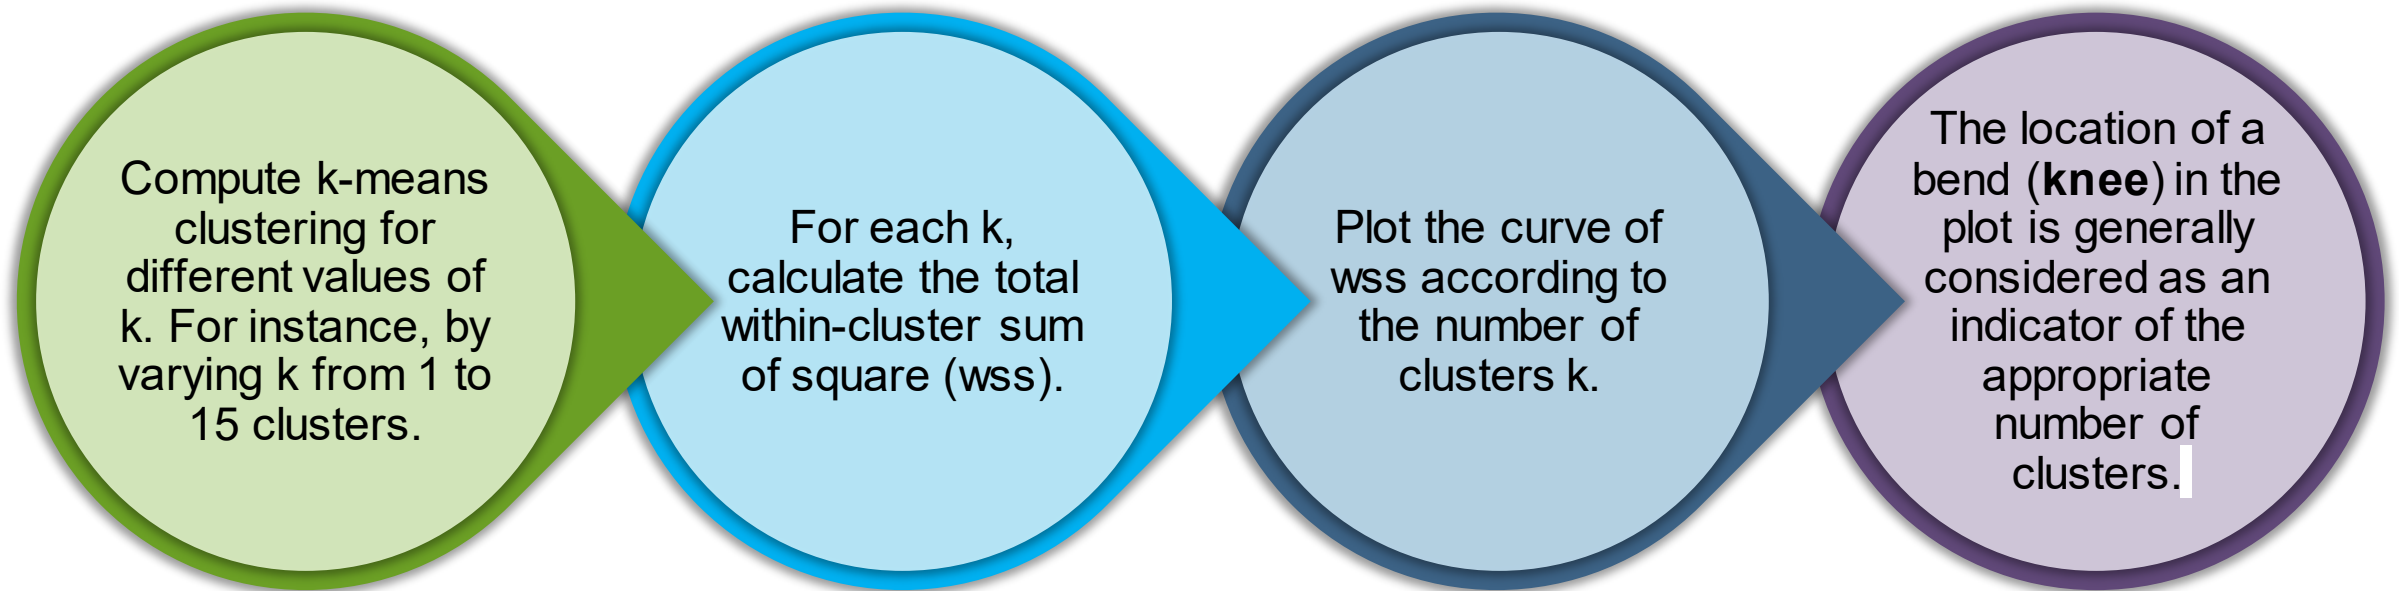 Compute k-means
clustering for
different values of
k. For instance, by
varying k from 1 to
15 clusters.
For each k,
calculate the total
within-cluster sum
of square (wss).
Plot the curve of
wss according to
the number of
clusters k.
The location of a
bend (knee) in the
plot is generally
considered as an
indicator of the
appropriate
number of
clusters.